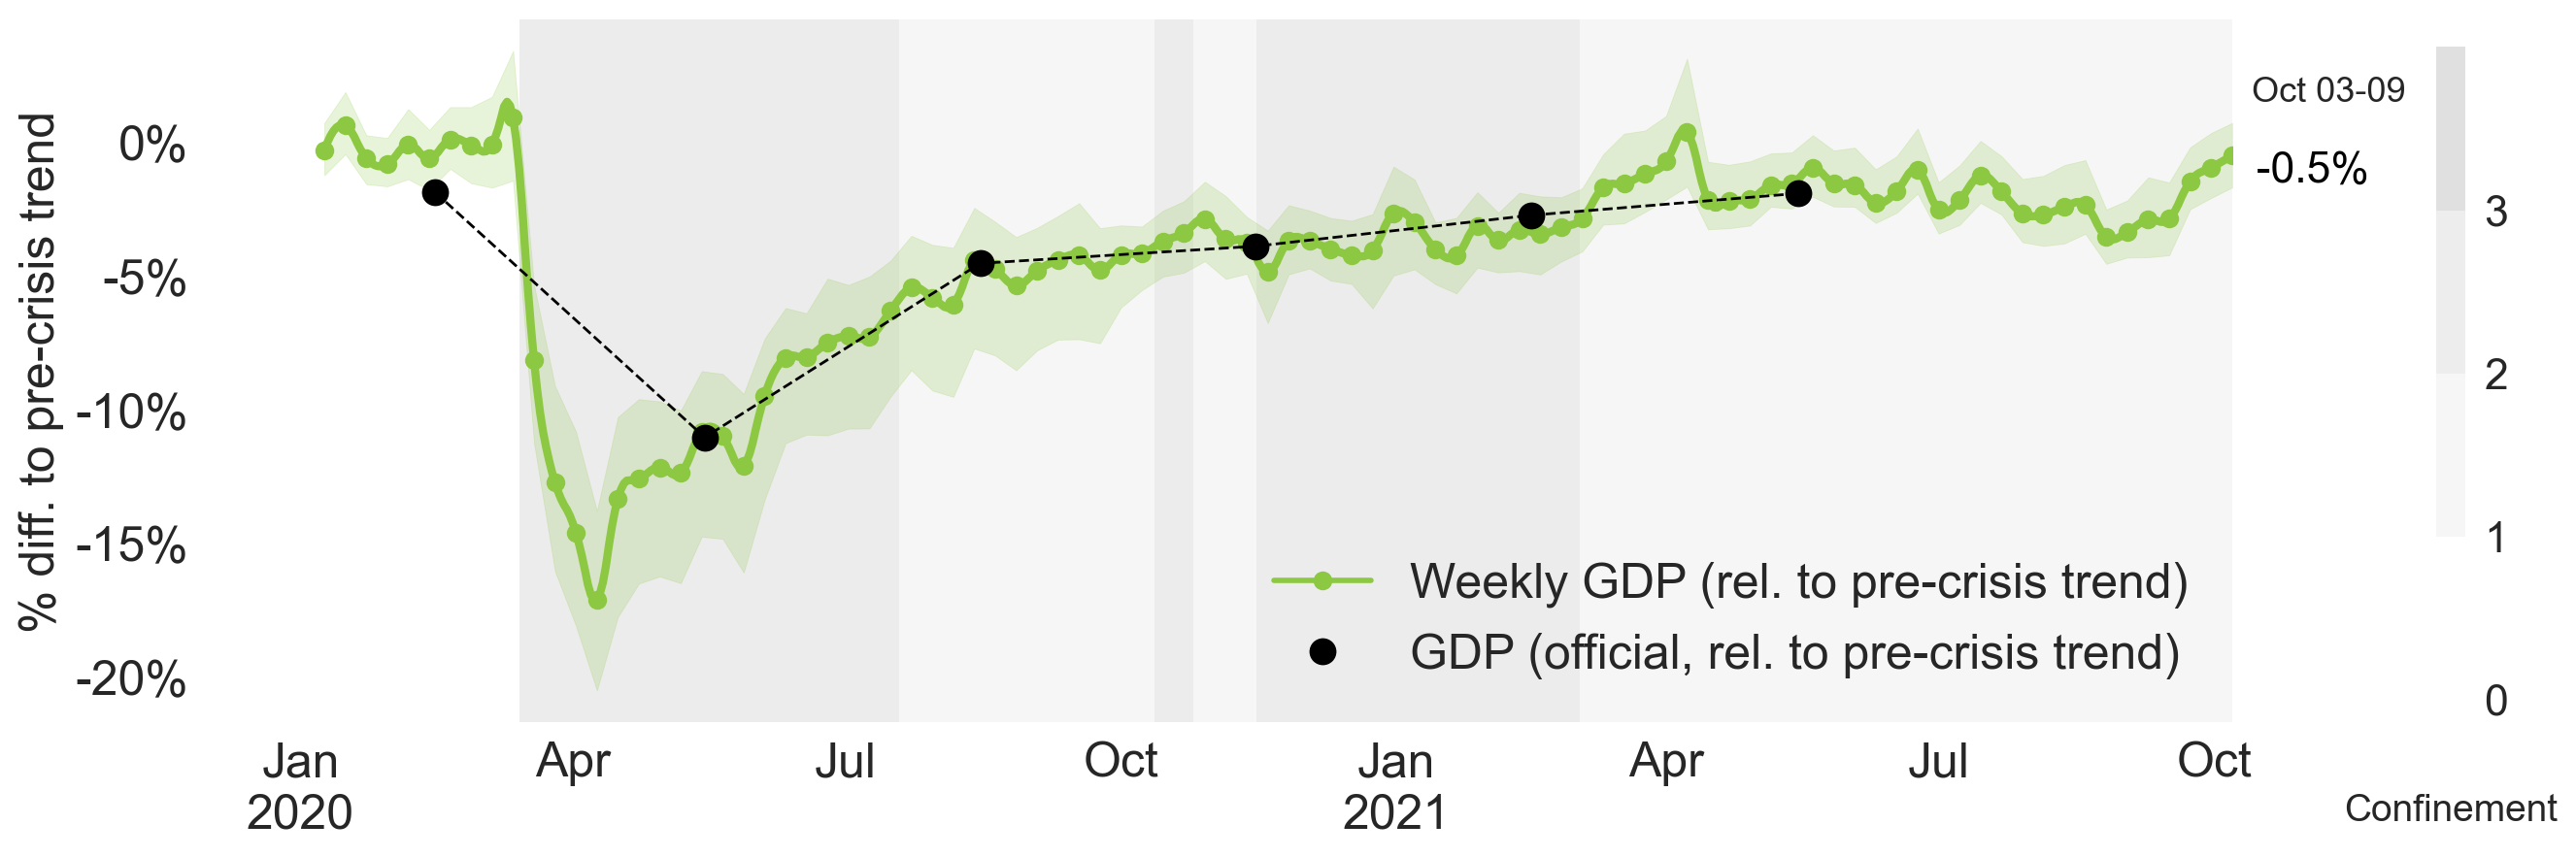 % diff. to pre-crisis trend
0%
-5%
-10%
-15%
-20%
Jan
2020
Apr
Jul
Oct
Jan
2021
Apr
Jul
Oct
Weekly GDP (rel. to pre-crisis trend)
GDP (official, rel. to pre-crisis trend)
Oct 03-09
-0.5%
3
2
1
0
Confinement